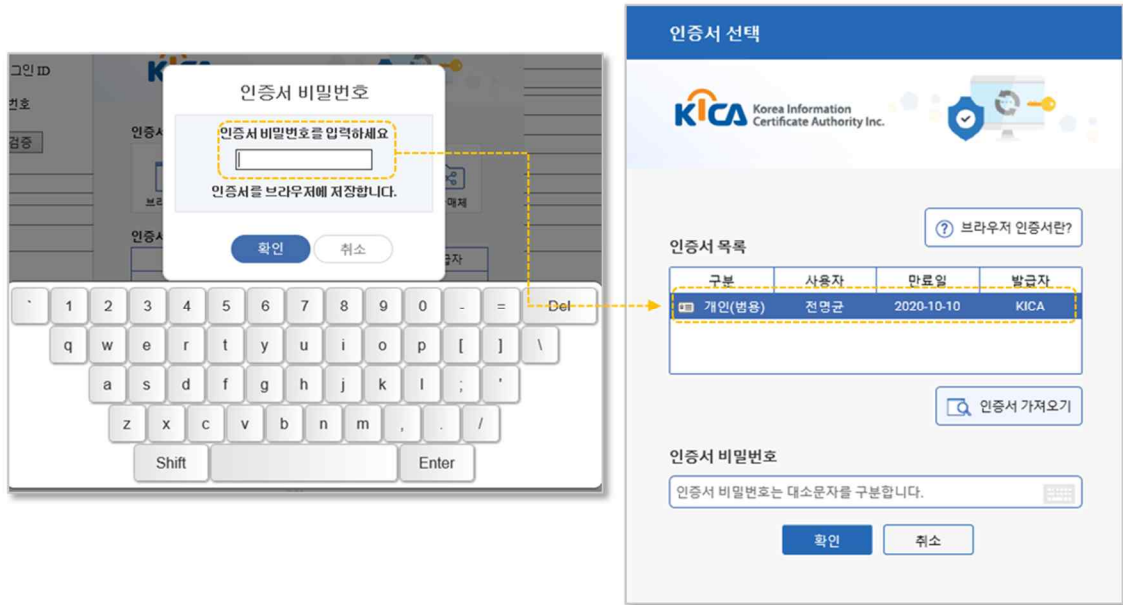 그인 ID
번호
검증
인증서 비밀번호
인증서 비밀번호를 입력하세요
인증서를 브라우저에 저장합니다.
확인
취소
인증서
브라
매체
인증서
급자
` 1 2 3 4 5 6 7 8 9 0 - = Del
q w e r t y u i o p [ ] \
a s d f g h j k l ; '
z x c v b n m , . /
Shift Enter
인증서 선택
KICA Korea Information
Certificate Authority Inc.
브라우저 인증서란?
인증서 목록
구분 사용자 만료일 발급자
개인(범용) 전명균 2020-10-10 KICA
인증서 가져오기
인증서 비밀번호
인증서 비밀번호는 대소문자를 구분합니다.
확인 취소